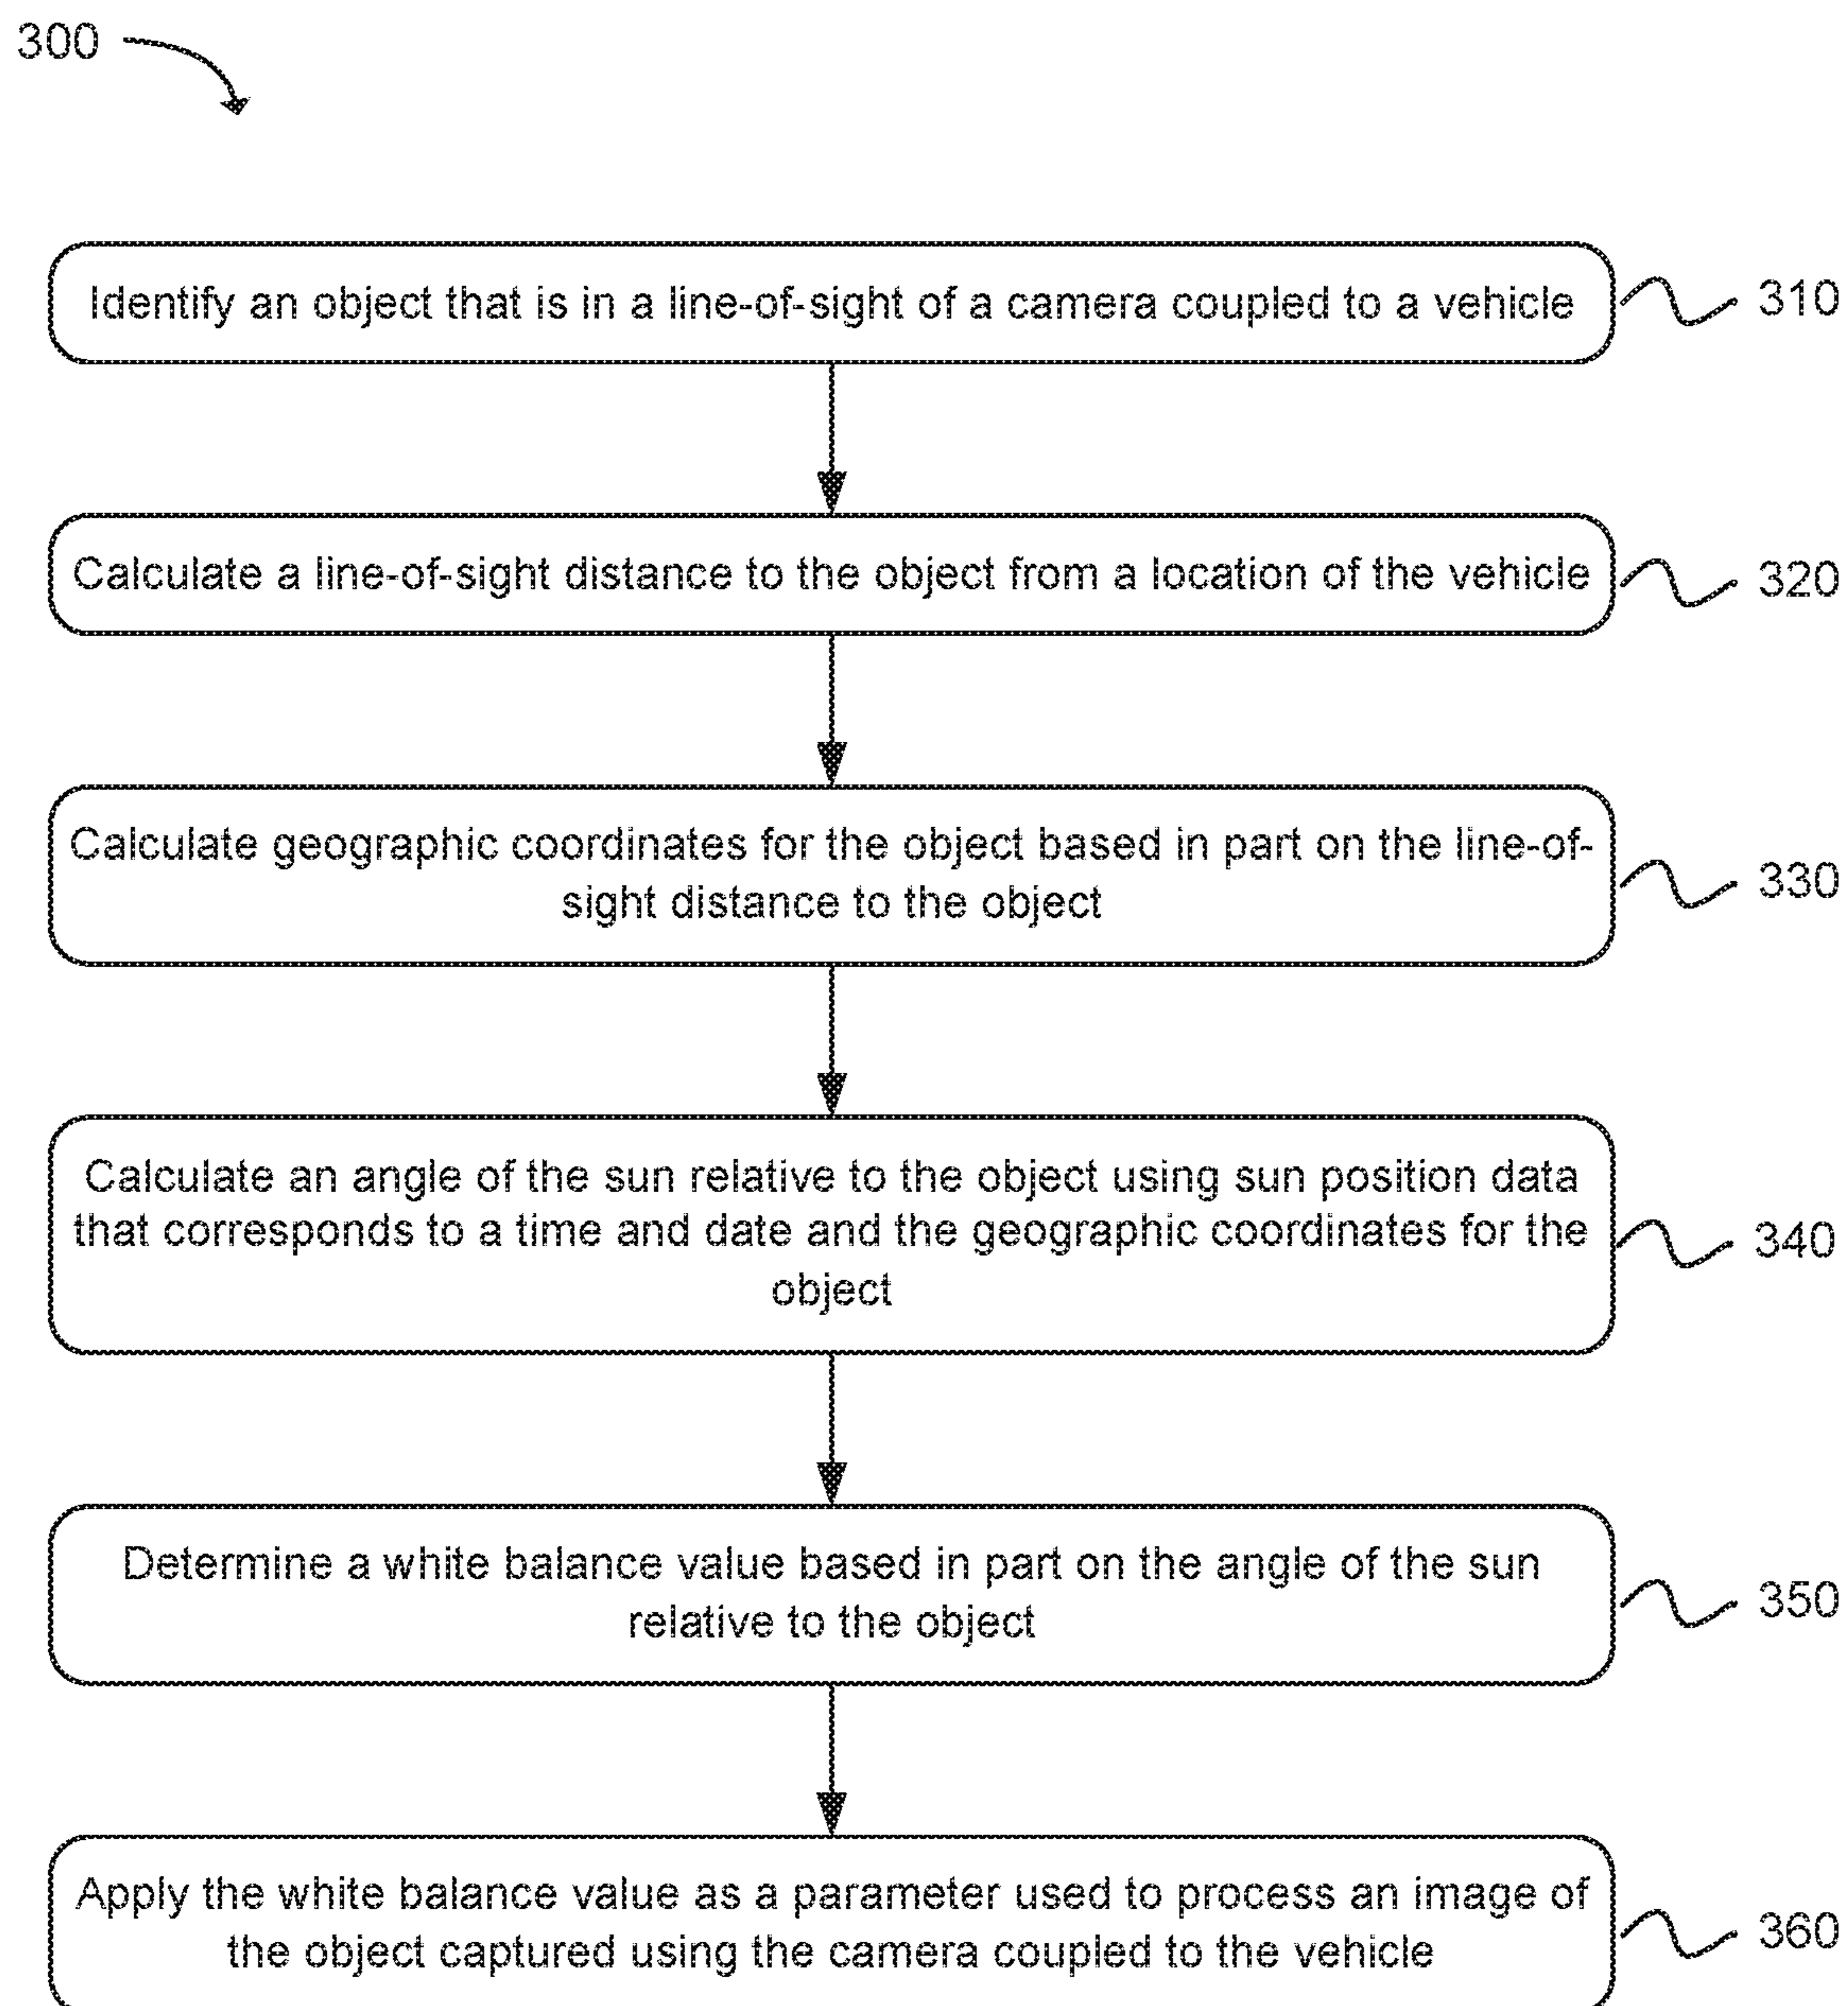 300
Identify an object that is in a line-of-sight of a camera coupled to a vehicle
310
Calculate a line-of-sight distance to the object from a location of the vehicle
320
Calculate geographic coordinates for the object based in part on the line-of-
sight distance to the object
330
Calculate an angle of the sun relative to the object using sun position data
that corresponds to a time and date and the geographic coordinates for the
object
340
Determine a white balance value based in part on the angle of the sun
relative to the object
350
Apply the white balance value as a parameter used to process an image of
the object captured using the camera coupled to the vehicle
360